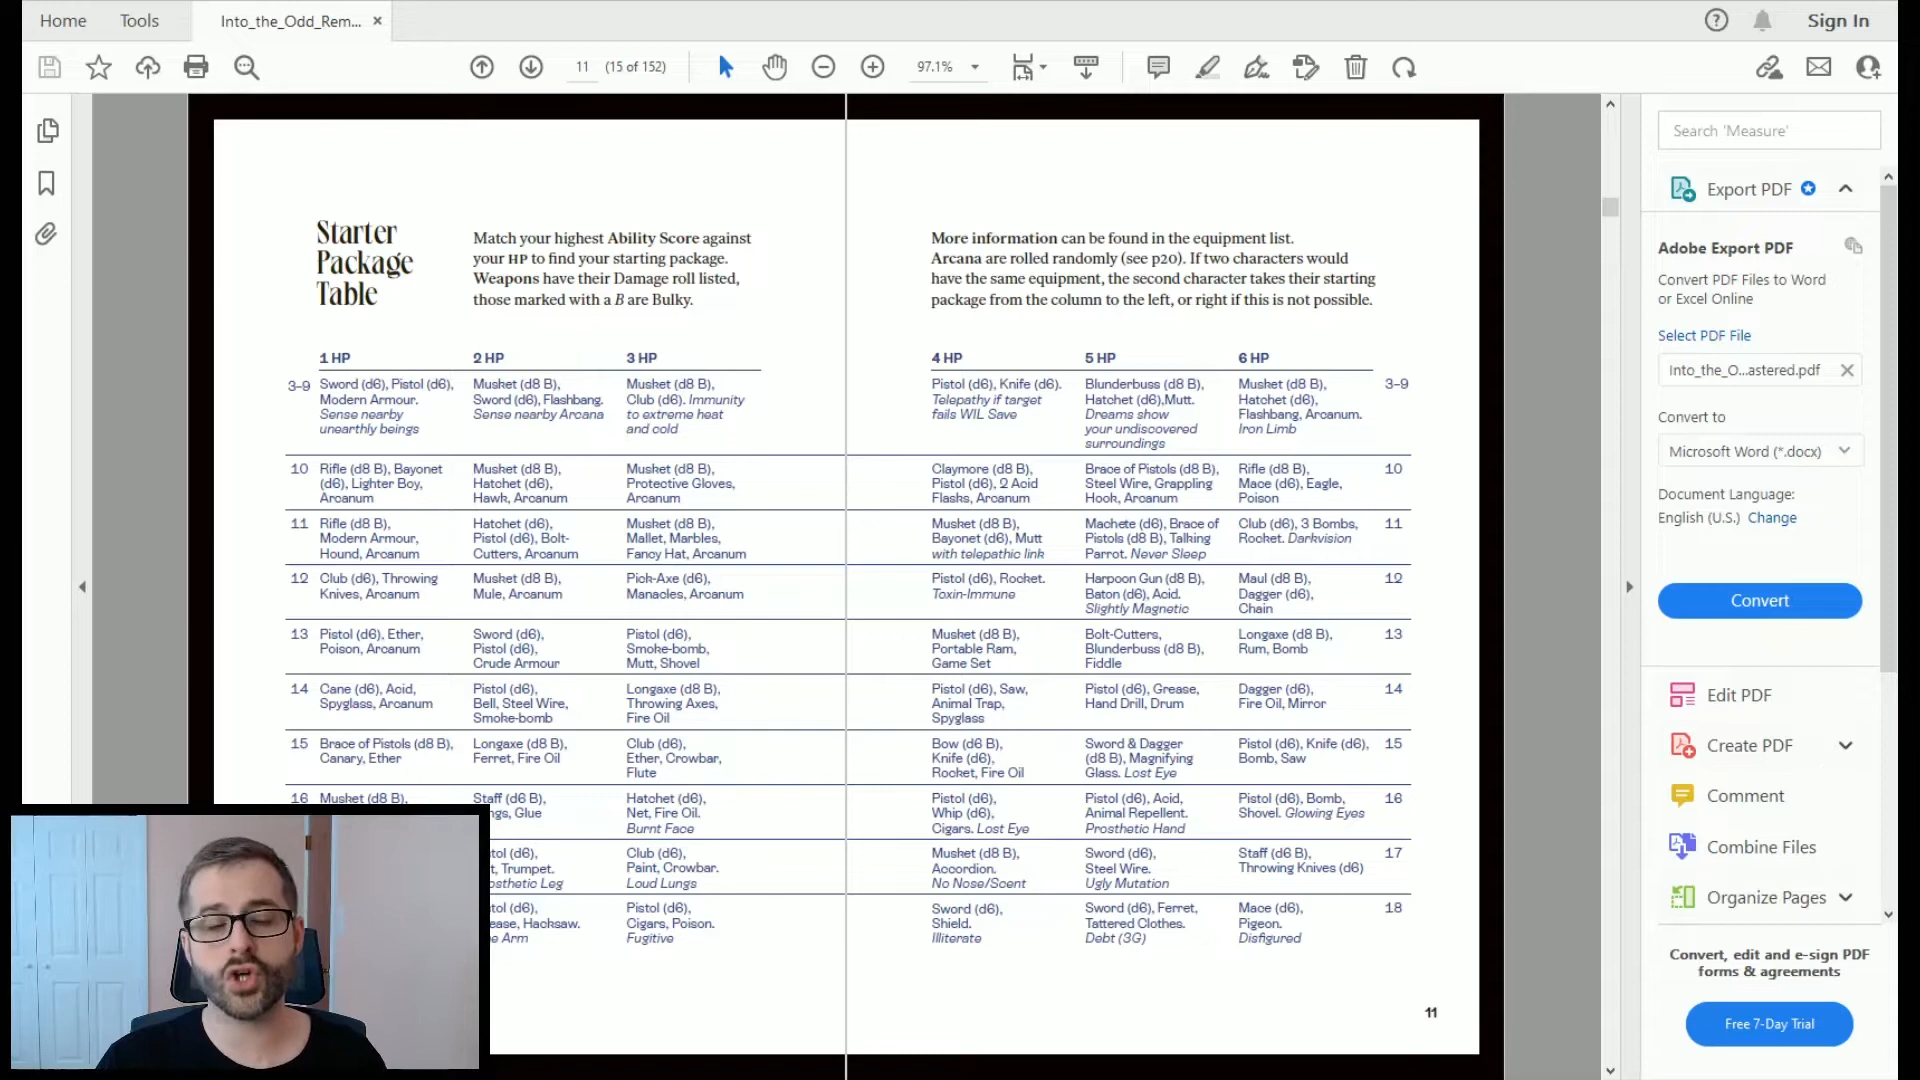 Home
Tools
Into_the_Odd_Rem...
Sign In
11
(15 of 152)
97.1%
Starter
Package
Table
Match your highest Ability Score against
your HP to find your starting package.
Weapons have their Damage roll listed,
those marked with a B are Bulky.
More information can be found in the equipment list.
Arcana are rolled randomly (see p20). If two characters would
have the same equipment, the second character takes their starting
package from the column to the left, or right if this is not possible.
1 HP
2 HP
3 HP
4 HP
5 HP
6 HP
3–9
Sword (d6), Pistol (d6),
Modern Armour.
Sense nearby
unearthly beings
Musket (d8 B),
Sword (d6), Flashbang.
Sense nearby Arcana
Musket (d8 B),
Club (d6). Immunity
to extreme heat
and cold
Pistol (d6), Knife (d6).
Telepathy if target
fails WIL Save
Blunderbuss (d8 B),
Hatchet (d6),Mutt.
Dreams show
your undiscovered
surroundings
Musket (d8 B),
Hatchet (d6),
Flashbang, Arcanum.
Iron Limb
3–9
10
Rifle (d8 B), Bayonet
(d6), Lighter Boy,
Arcanum
Musket (d8 B),
Hatchet (d6),
Hawk, Arcanum
Musket (d8 B),
Protective Gloves,
Arcanum
Claymore (d8 B),
Pistol (d6), 2 Acid
Flasks, Arcanum
Brace of Pistols (d8 B),
Steel Wire, Grappling
Hook, Arcanum
Rifle (d8 B),
Mace (d6), Eagle,
Poison
10
11
Rifle (d8 B),
Modern Armour,
Hound, Arcanum
Hatchet (d6),
Pistol (d6), Bolt-
Cutters, Arcanum
Musket (d8 B),
Mallet, Marbles,
Fancy Hat, Arcanum
Musket (d8 B),
Bayonet (d6), Mutt
with telepathic link
Machete (d6), Brace of
Pistols (d8 B), Talking
Parrot. Never Sleep
Club (d6), 3 Bombs,
Rocket. Darkvision
11
12
Club (d6), Throwing
Knives, Arcanum
Musket (d8 B),
Mule, Arcanum
Pick-Axe (d6),
Manacles, Arcanum
Pistol (d6), Rocket.
Toxin-Immune
Harpoon Gun (d8 B),
Baton (d6), Acid.
Slightly Magnetic
Maul (d8 B),
Dagger (d6),
Chain
12
13
Pistol (d6), Ether,
Poison, Arcanum
Sword (d6),
Pistol (d6),
Crude Armour
Pistol (d6),
Smoke-bomb,
Mutt, Shovel
Musket (d8 B),
Portable Ram,
Game Set
Bolt-Cutters,
Blunderbuss (d8 B),
Fiddle
Longaxe (d8 B),
Rum, Bomb
13
14
Cane (d6), Acid,
Spyglass, Arcanum
Pistol (d6),
Bell, Steel Wire,
Smoke-bomb
Longaxe (d8 B),
Throwing Axes,
Fire Oil
Pistol (d6), Saw,
Animal Trap,
Spyglass
Pistol (d6), Grease,
Hand Drill, Drum
Dagger (d6),
Fire Oil, Mirror
14
15
Brace of Pistols (d8 B),
Canary, Ether
Longaxe (d8 B),
Ferret, Fire Oil
Club (d6),
Ether, Crowbar,
Flute
Bow (d6 B),
Knife (d6),
Rocket, Fire Oil
Sword & Dagger
(d8 B), Magnifying
Glass. Lost Eye
Pistol (d6), Knife (d6),
Bomb, Saw
15
16
Musket (d8 B),
Staff (d6 B),
ngs, Glue
Hatchet (d6),
Net, Fire Oil.
Burnt Face
Pistol (d6),
Whip (d6),
Cigars. Lost Eye
Pistol (d6), Acid,
Animal Repellent.
Prosthetic Hand
Pistol (d6), Bomb,
Shovel. Glowing Eyes
16
tol (d6),
t, Trumpet.
osthetic Leg
Club (d6),
Paint, Crowbar.
Loud Lungs
Musket (d8 B),
Accordion.
No Nose/Scent
Sword (d6),
Steel Wire.
Ugly Mutation
Staff (d6 B),
Throwing Knives (d6)
17
tol (d6),
ease, Hacksaw.
e Arm
Pistol (d6),
Cigars, Poison.
Fugitive
Sword (d6),
Shield.
Illiterate
Sword (d6), Ferret,
Tattered Clothes.
Debt (3G)
Mace (d6),
Pigeon.
Disfigured
18
11
Search 'Measure'
Export PDF
Adobe Export PDF
Convert PDF Files to Word
or Excel Online
Select PDF File
Into_the_O...astered.pdf
Convert to
Microsoft Word (*.docx)
Document Language:
English (U.S.) Change
Convert
Edit PDF
Create PDF
Comment
Combine Files
Organize Pages
Convert, edit and e-sign PDF
forms & agreements
Free 7-Day Trial